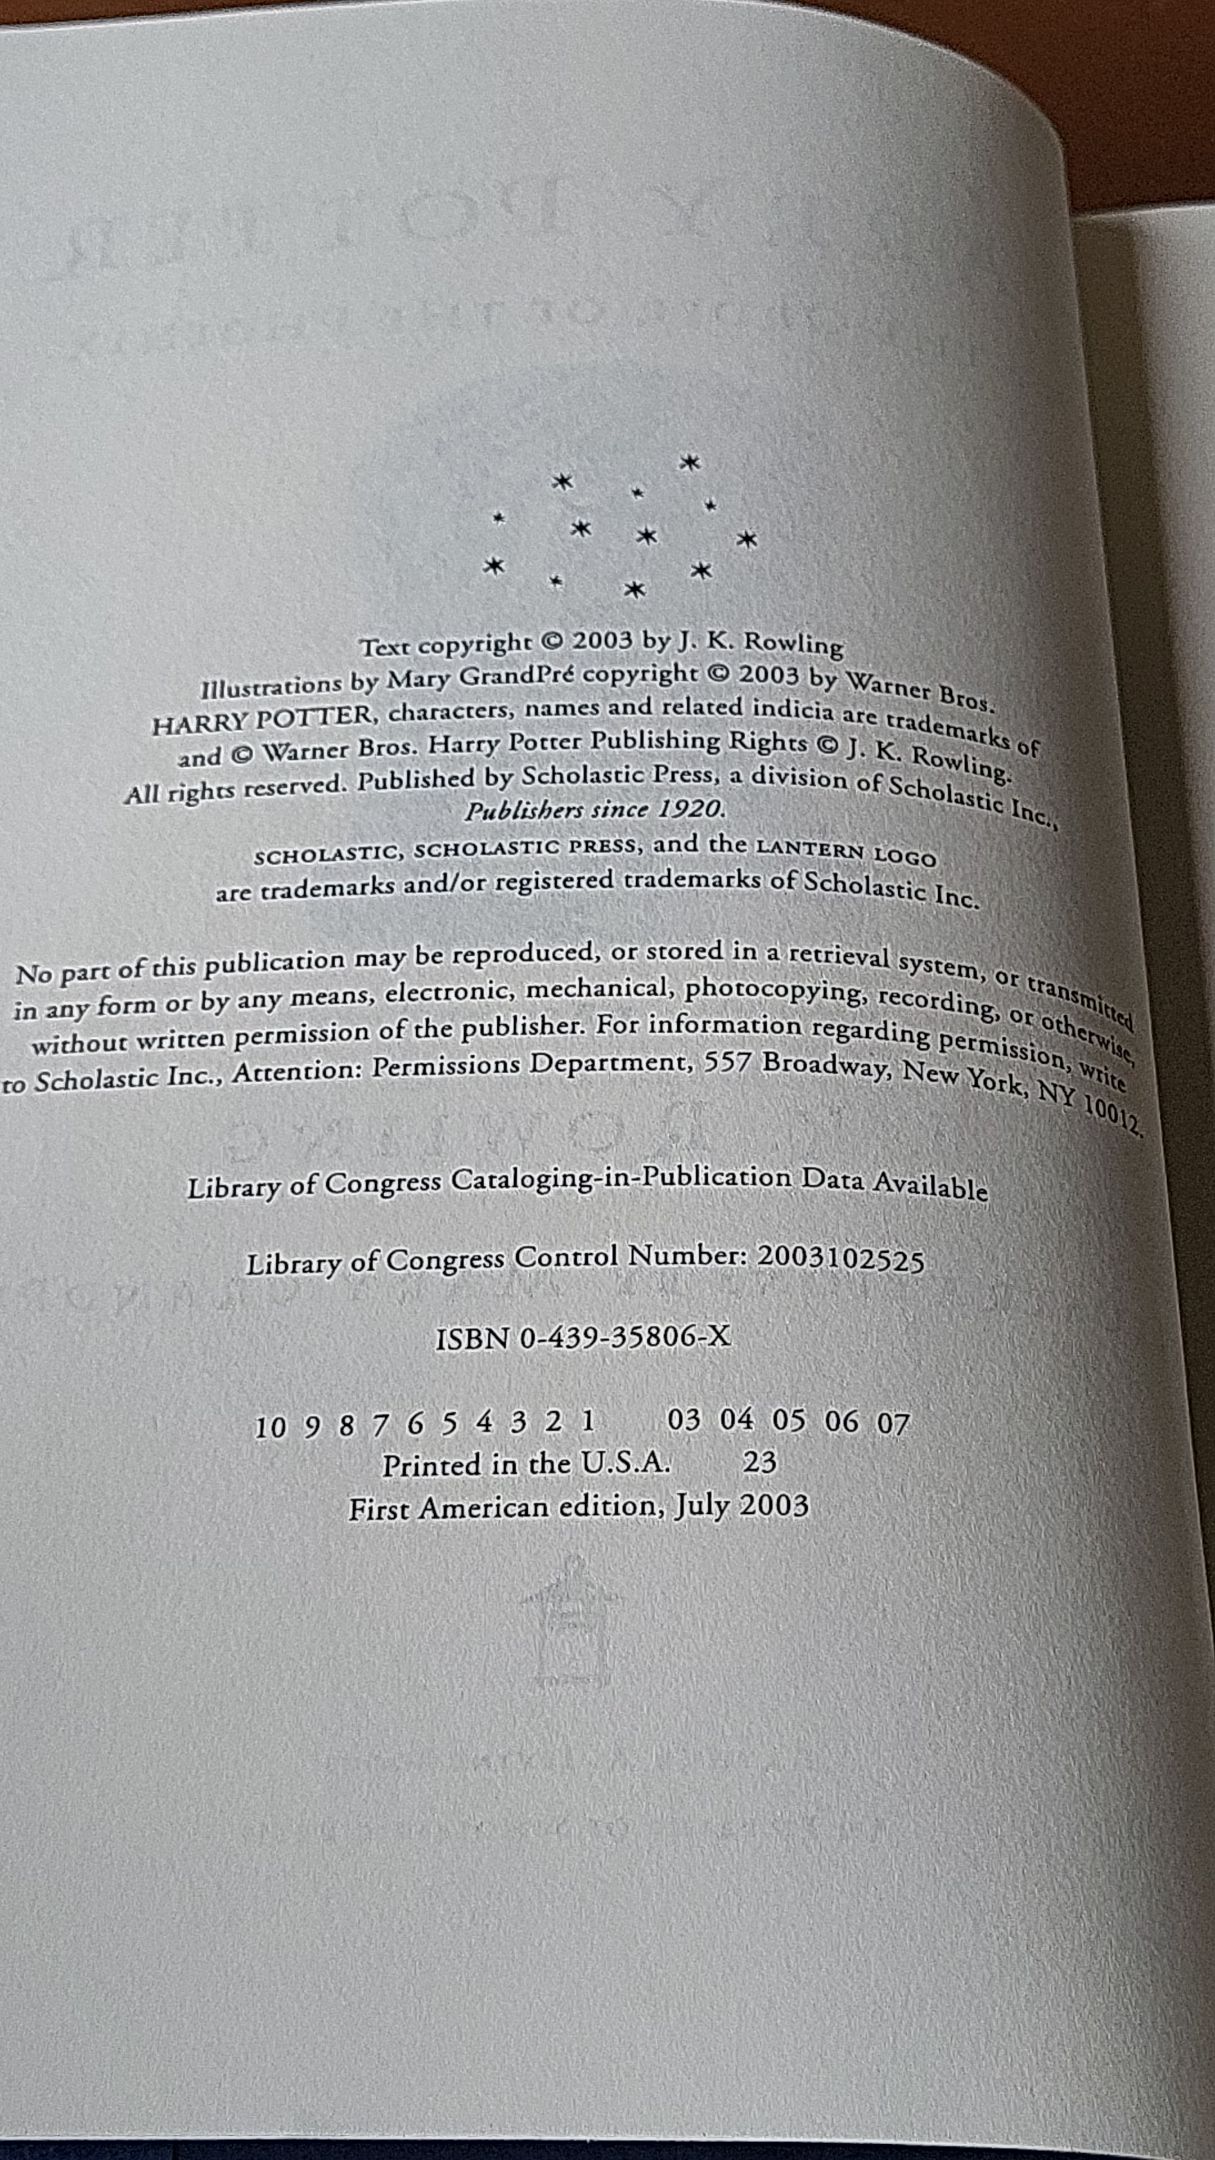 Text copyright © 2003 by J. K. Rowling
Illustrations by Mary GrandPré copyright © 2003 by Warner Bros.
HARRY POTTER, characters, names and related indicia are trademarks of
and © Warner Bros. Harry Potter Publishing Rights © J. K. Rowling.
All rights reserved. Published by Scholastic Press, a division of Scholastic Inc.,
Publishers since 1920.
SCHOLASTIC, SCHOLASTIC PRESS, and the LANTERN LOGO
are trademarks and/or registered trademarks of Scholastic Inc.
No part of this publication may be reproduced, or stored in a retrieval system, or transmitted
in any form or by any means, electronic, mechanical, photocopying, recording, or otherwise,
without written permission of the publisher. For information regarding permission, write
to Scholastic Inc., Attention: Permissions Department, 557 Broadway, New York, NY 10012.
Library of Congress Cataloging-in-Publication Data Available
Library of Congress Control Number: 2003102525
ISBN 0-439-35806-X
10 9 8 7 6 5 4 3 2 1 03 04 05 06 07
Printed in the U.S.A. 23
First American edition, July 2003